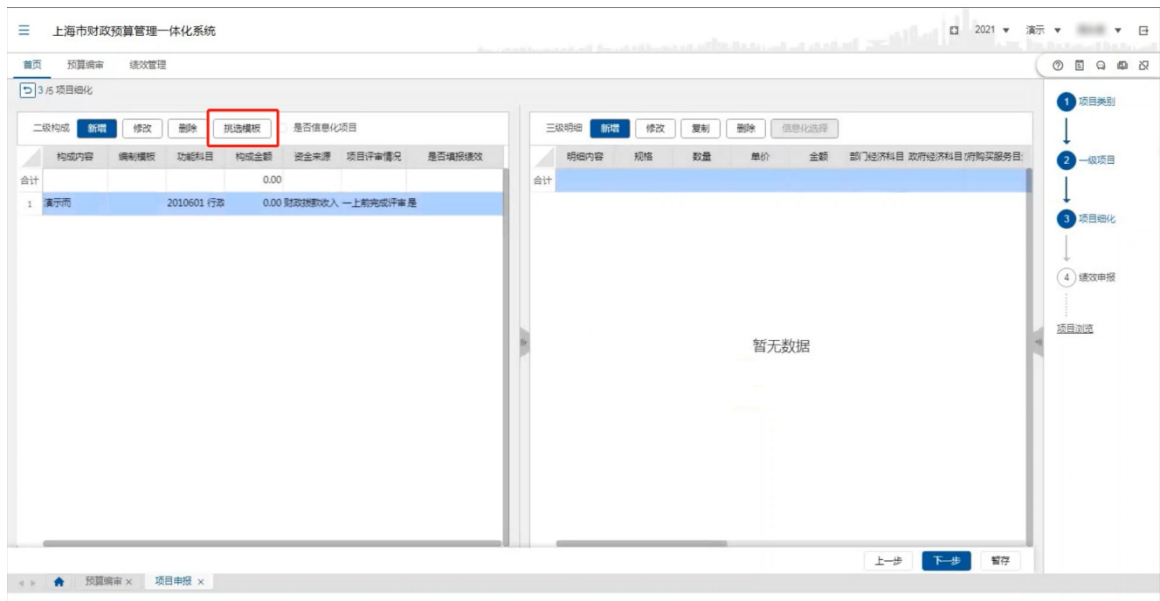 上海市财政预算管理一体化系统
2021
演示
首页 预算编审 绩效管理
3 /5 项目细化
二级构成 新增 修改 删除 挑选模板 是否信息化项目
三级明细 新增 修改 复制 删除 信息化选择
构成内容 编制模板 功能科目 构成金额 资金来源 项目评审情况 是否填报绩效
合计 0.00
1 演示而 2010601 行政 0.00 财政拨款收入 一上前完成评审 是
明细内容 规格 数量 单价 金额 部门经济科目 政府经济科目 府购买服务目
合计
暂无数据
1 项目类别
2 一级项目
3 项目细化
4 绩效申报
项目浏览
上一步 下一步 暂存
预算编审 × 项目申报 ×